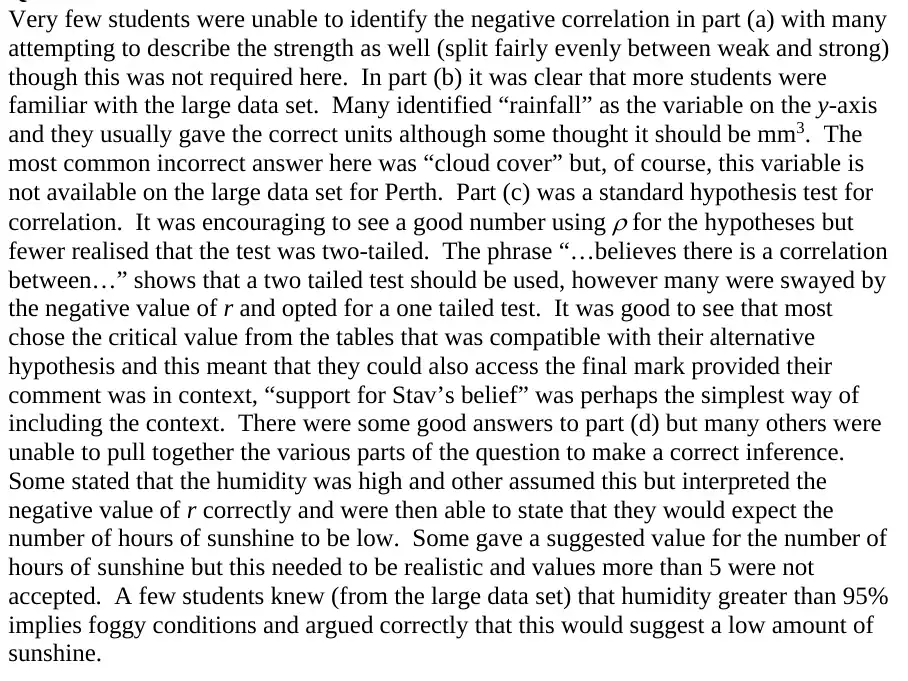 Very few students were unable to identify the negative correlation in part (a) with many
attempting to describe the strength as well (split fairly evenly between weak and strong)
though this was not required here.  In part (b) it was clear that more students were
familiar with the large data set.  Many identified “rainfall” as the variable on the y-axis
and they usually gave the correct units although some thought it should be mm³.  The
most common incorrect answer here was “cloud cover” but, of course, this variable is
not available on the large data set for Perth.  Part (c) was a standard hypothesis test for
correlation.  It was encouraging to see a good number using ρ for the hypotheses but
fewer realised that the test was two-tailed.  The phrase “…believes there is a correlation
between…” shows that a two tailed test should be used, however many were swayed by
the negative value of r and opted for a one tailed test.  It was good to see that most
chose the critical value from the tables that was compatible with their alternative
hypothesis and this meant that they could also access the final mark provided their
comment was in context, “support for Stav’s belief” was perhaps the simplest way of
including the context.  There were some good answers to part (d) but many others were
unable to pull together the various parts of the question to make a correct inference.
Some stated that the humidity was high and other assumed this but interpreted the
negative value of r correctly and were then able to state that they would expect the
number of hours of sunshine to be low.  Some gave a suggested value for the number of
hours of sunshine but this needed to be realistic and values more than 5 were not
accepted.  A few students knew (from the large data set) that humidity greater than 95%
implies foggy conditions and argued correctly that this would suggest a low amount of
sunshine.